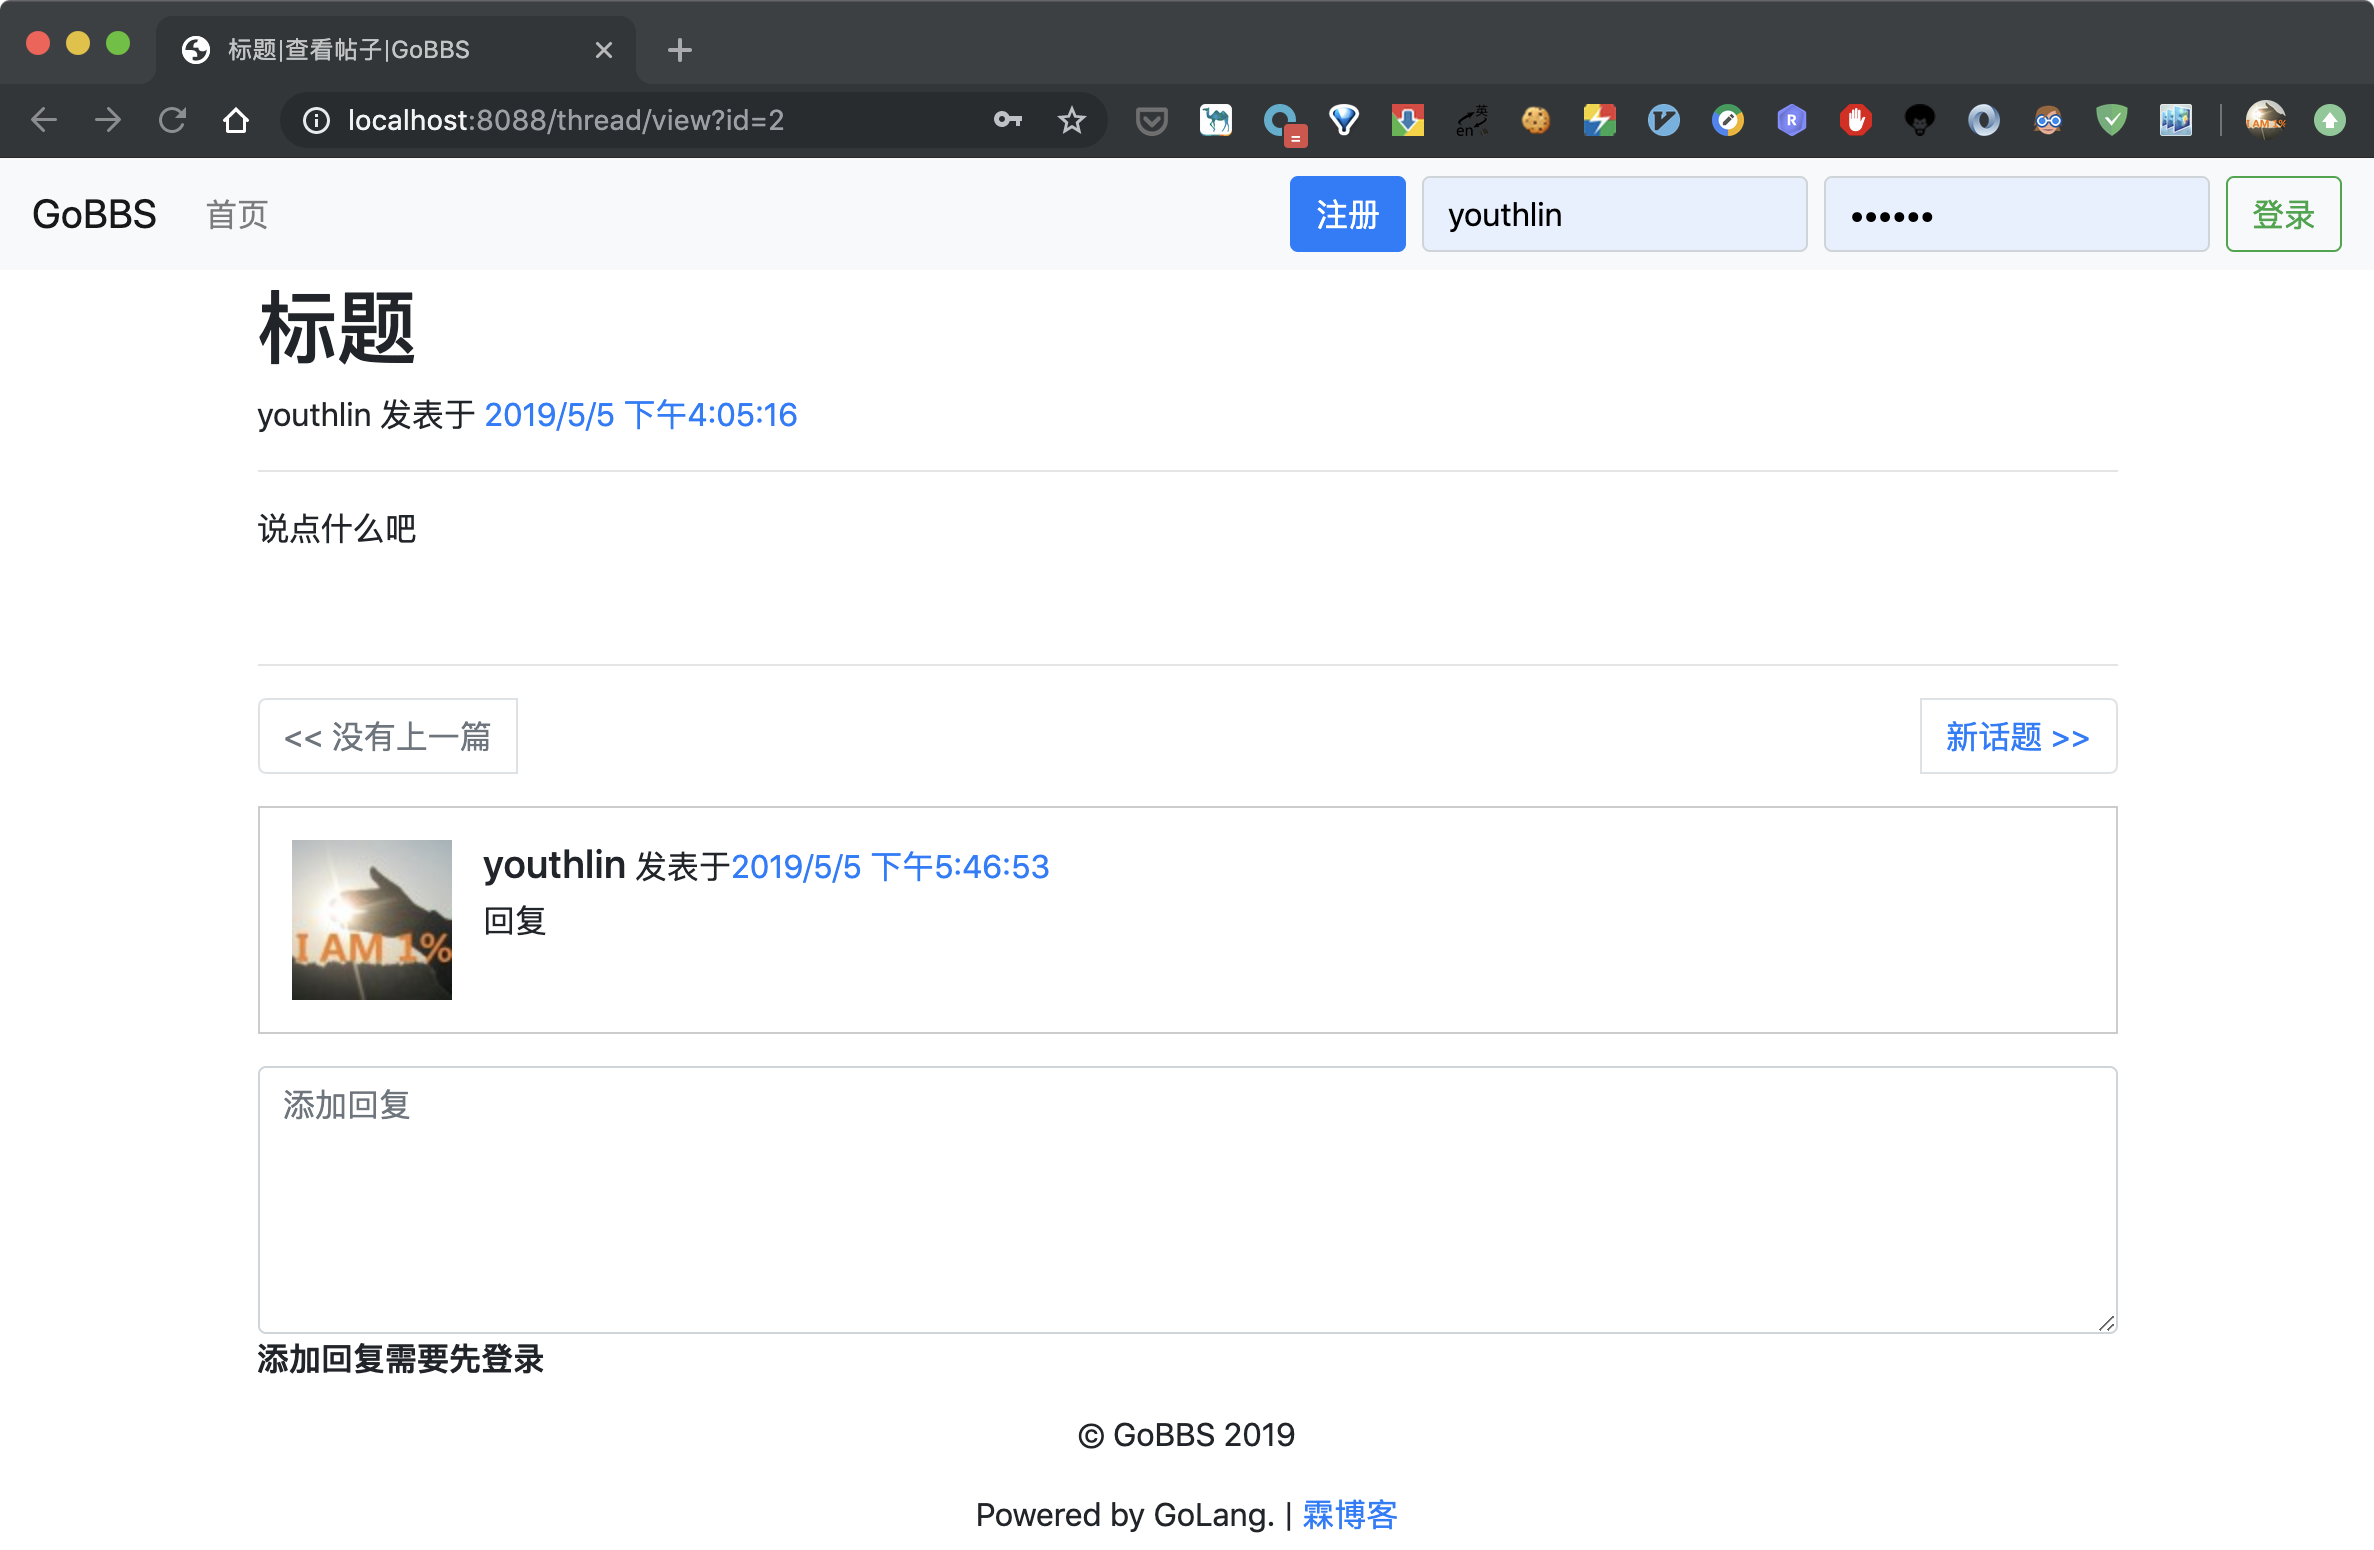 标题|查看帖子|GoBBS
localhost:8088/thread/view?id=2
GoBBS 首页 注册 youthlin •••••• 登录
标题
youthlin 发表于 2019/5/5 下午4:05:16
说点什么吧
<< 没有上一篇 新话题 >>
youthlin 发表于2019/5/5 下午5:46:53
回复
I AM 1%
添加回复
添加回复需要先登录
© GoBBS 2019
Powered by GoLang. | 霖博客